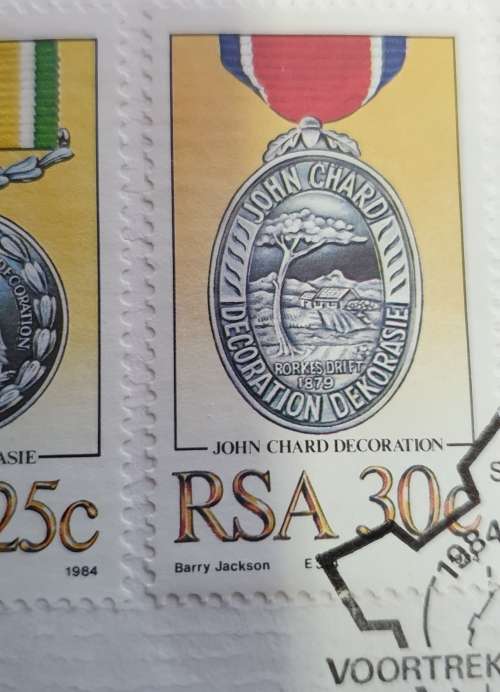 DECORATION
ASIE
25c
1984
JOHN CHARD
DECORATION DEKORASIE
RORKES DRIFT
1879
JOHN CHARD DECORATION
RSA 30c
Barry Jackson
1984
VOORTREK